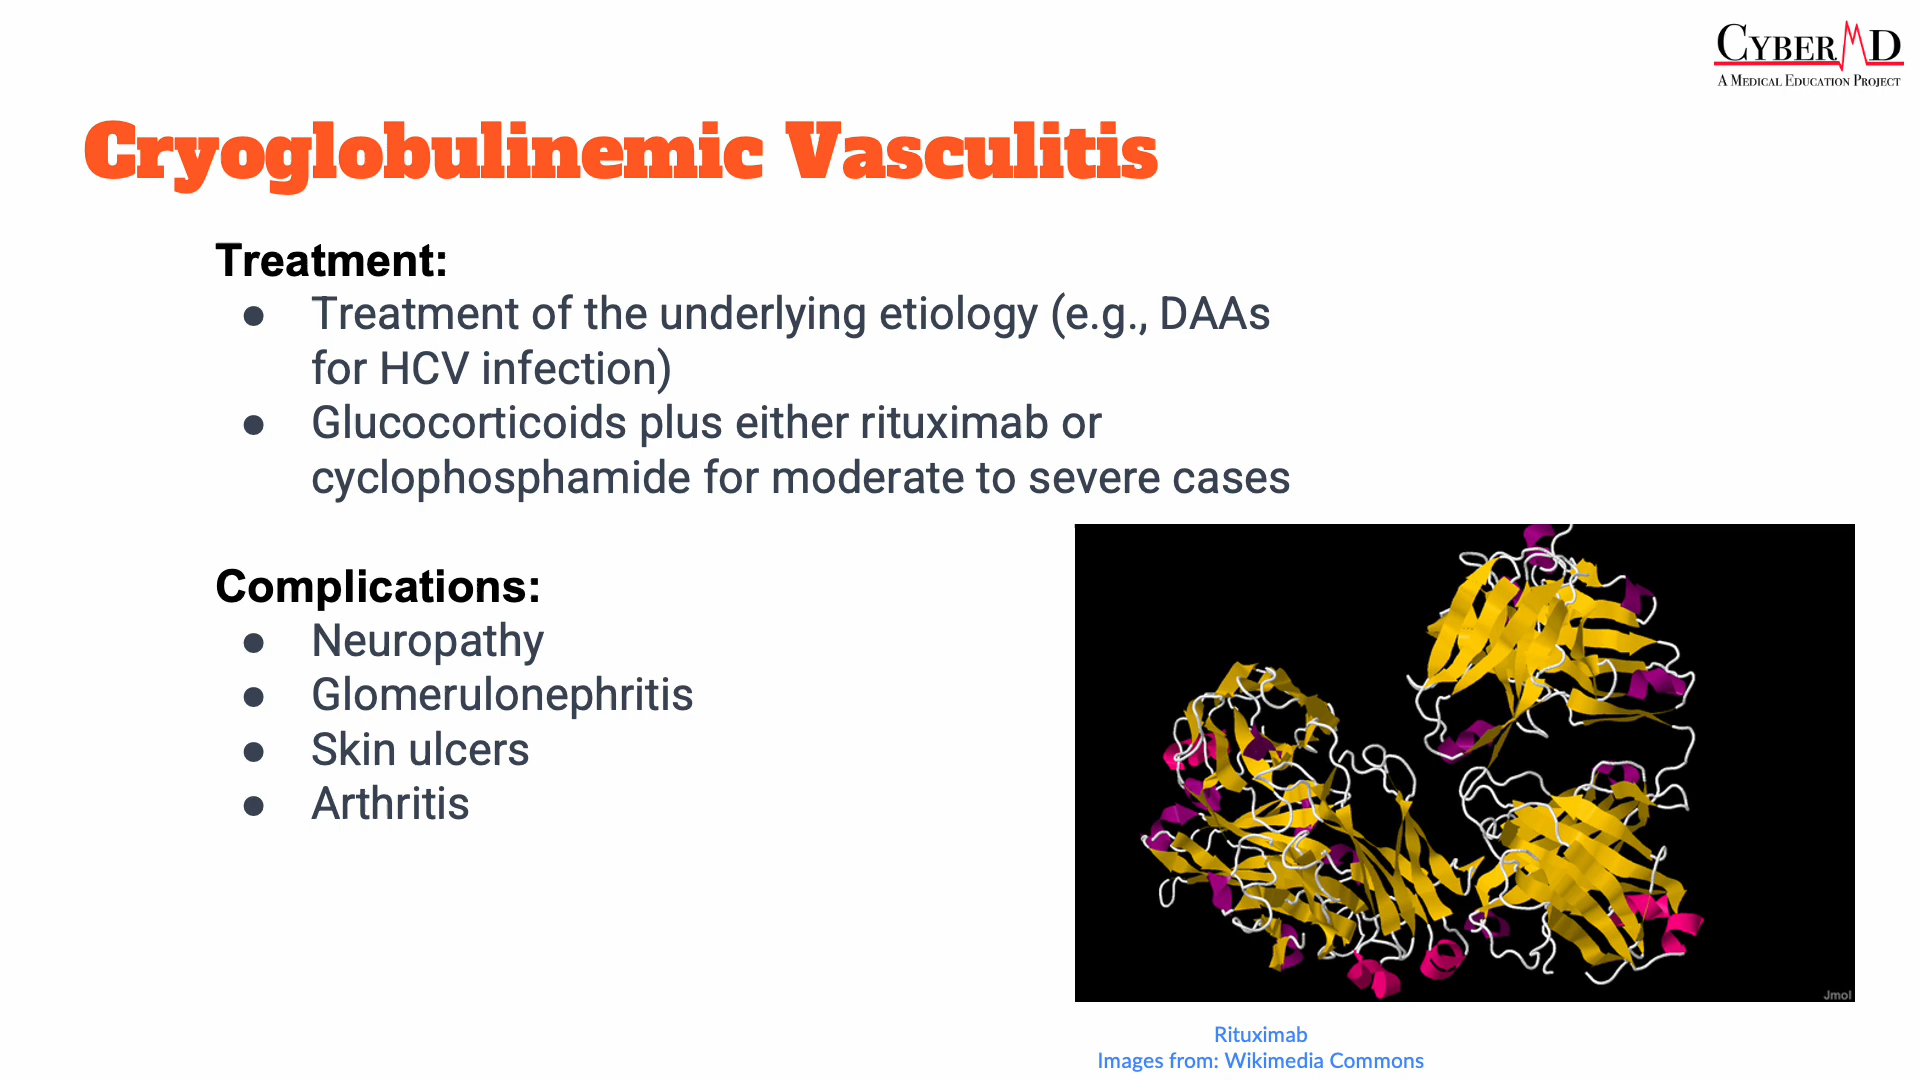 CYBERMD
A MEDICAL EDUCATION PROJECT
Cryoglobulinemic Vasculitis
Treatment:
● Treatment of the underlying etiology (e.g., DAAs
for HCV infection)
● Glucocorticoids plus either rituximab or
cyclophosphamide for moderate to severe cases
Complications:
● Neuropathy
● Glomerulonephritis
● Skin ulcers
● Arthritis
Jmol
Rituximab
Images from: Wikimedia Commons